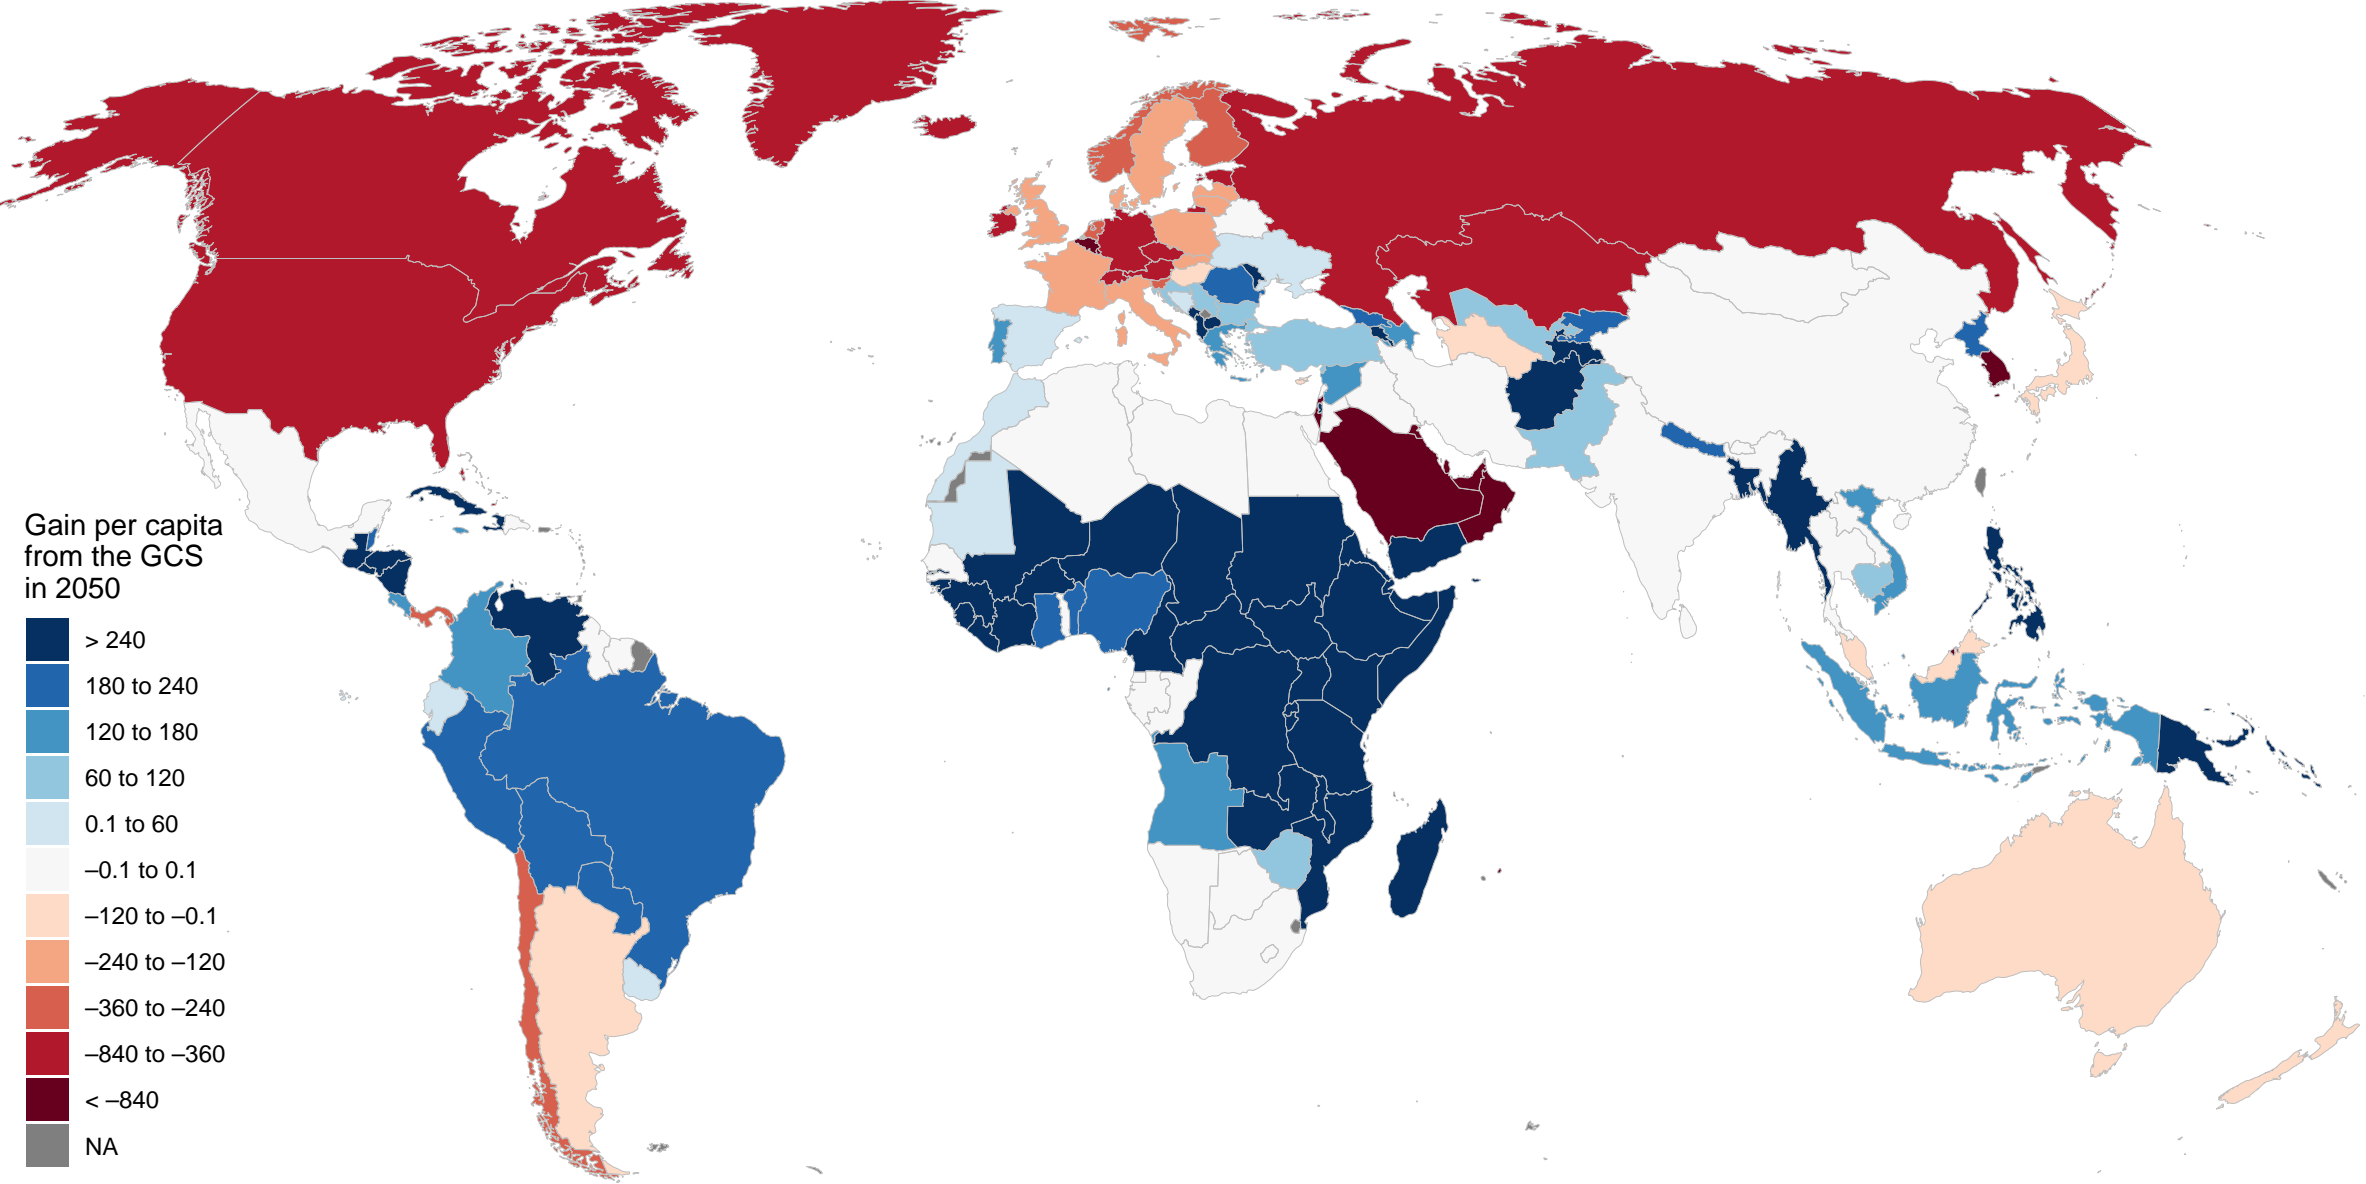 Gain per capita
from the GCS
in 2050
> 240
180 to 240
120 to 180
60 to 120
0.1 to 60
–0.1 to 0.1
–120 to –0.1
–240 to –120
–360 to –240
–840 to –360
< –840
NA